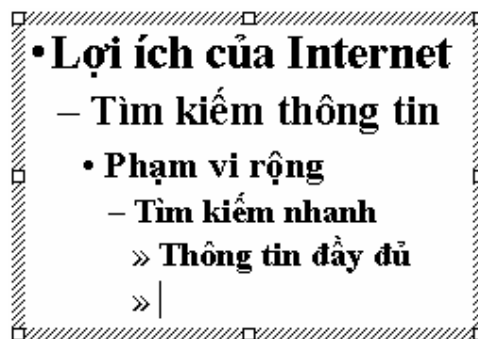 •Lợi ích của Internet
– Tìm kiếm thông tin
• Phạm vi rộng
– Tìm kiếm nhanh
» Thông tin đầy đủ
»